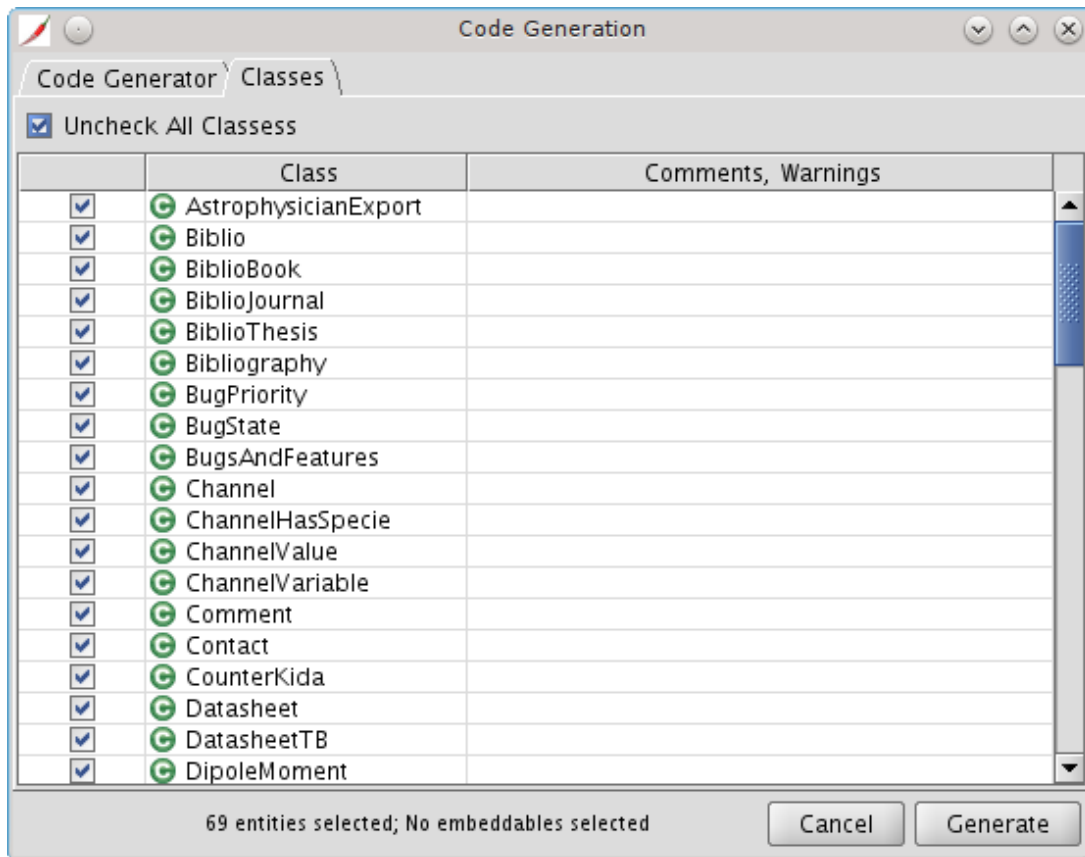 Code Generation
Code Generator Classes
Uncheck All Classess
Class Comments, Warnings
AstrophysicianExport
Biblio
BiblioBook
BiblioJournal
BiblioThesis
Bibliography
BugPriority
BugState
BugsAndFeatures
Channel
ChannelHasSpecie
ChannelValue
ChannelVariable
Comment
Contact
CounterKida
Datasheet
DatasheetTB
DipoleMoment
69 entities selected; No embeddables selected Cancel Generate